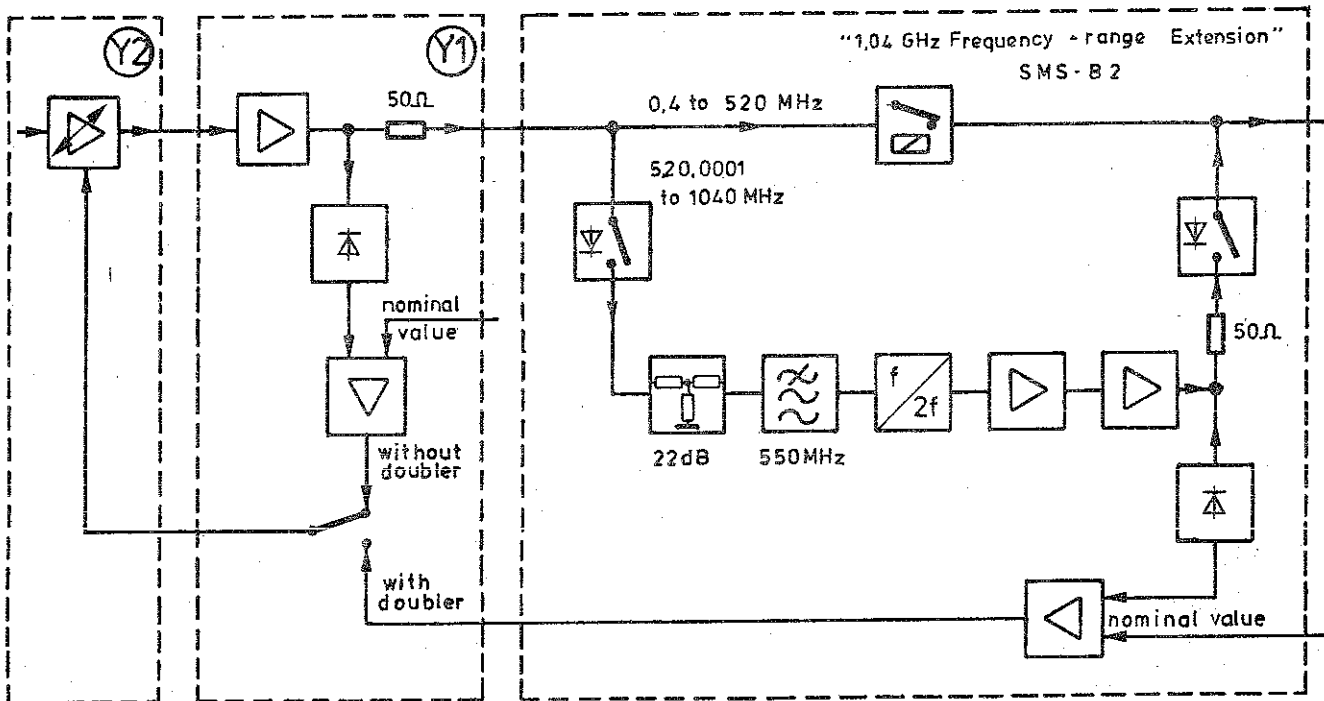 Y2
Y1
"1,04 GHz Frequency - range Extension"
SMS-B2
50Ω
0,4 to 520 MHz
520,0001
to 1040 MHz
nominal
value
50Ω
f
2f
22dB
550MHz
without
doubler
with
doubler
nominal value